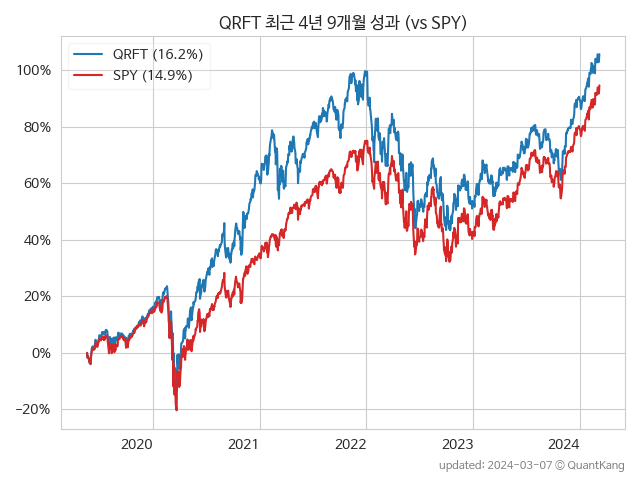 QRFT 최근 4년 9개월 성과 (vs SPY)
QRFT (16.2%)
SPY (14.9%)
100%
80%
60%
40%
20%
0%
−20%
2020 2021 2022 2023 2024
updated: 2024-03-07 © QuantKang